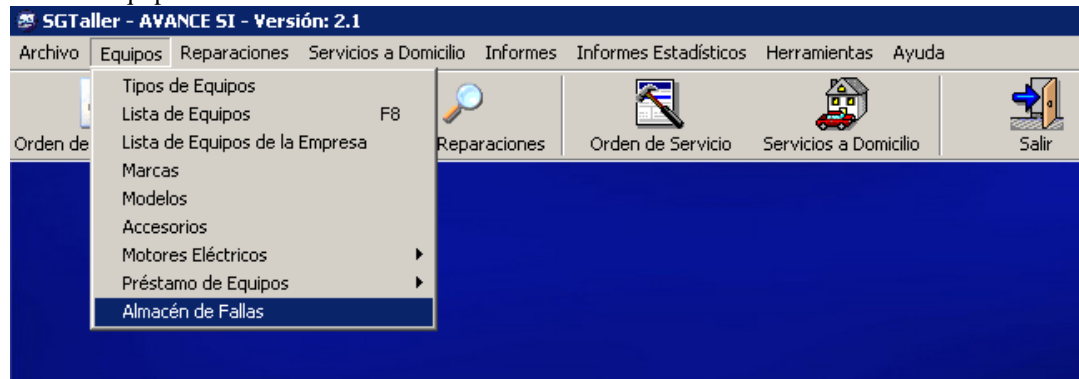 SGTaller - AVANCE SI - Versión: 2.1
Archivo Equipos Reparaciones Servicios a Domicilio Informes Informes Estadísticos Herramientas Ayuda
Tipos de Equipos
Lista de Equipos F8
Lista de Equipos de la Empresa
Marcas
Modelos
Accesorios
Motores Eléctricos
Préstamo de Equipos
Almacén de Fallas
Orden de Reparaciones Orden de Servicio Servicios a Domicilio Salir